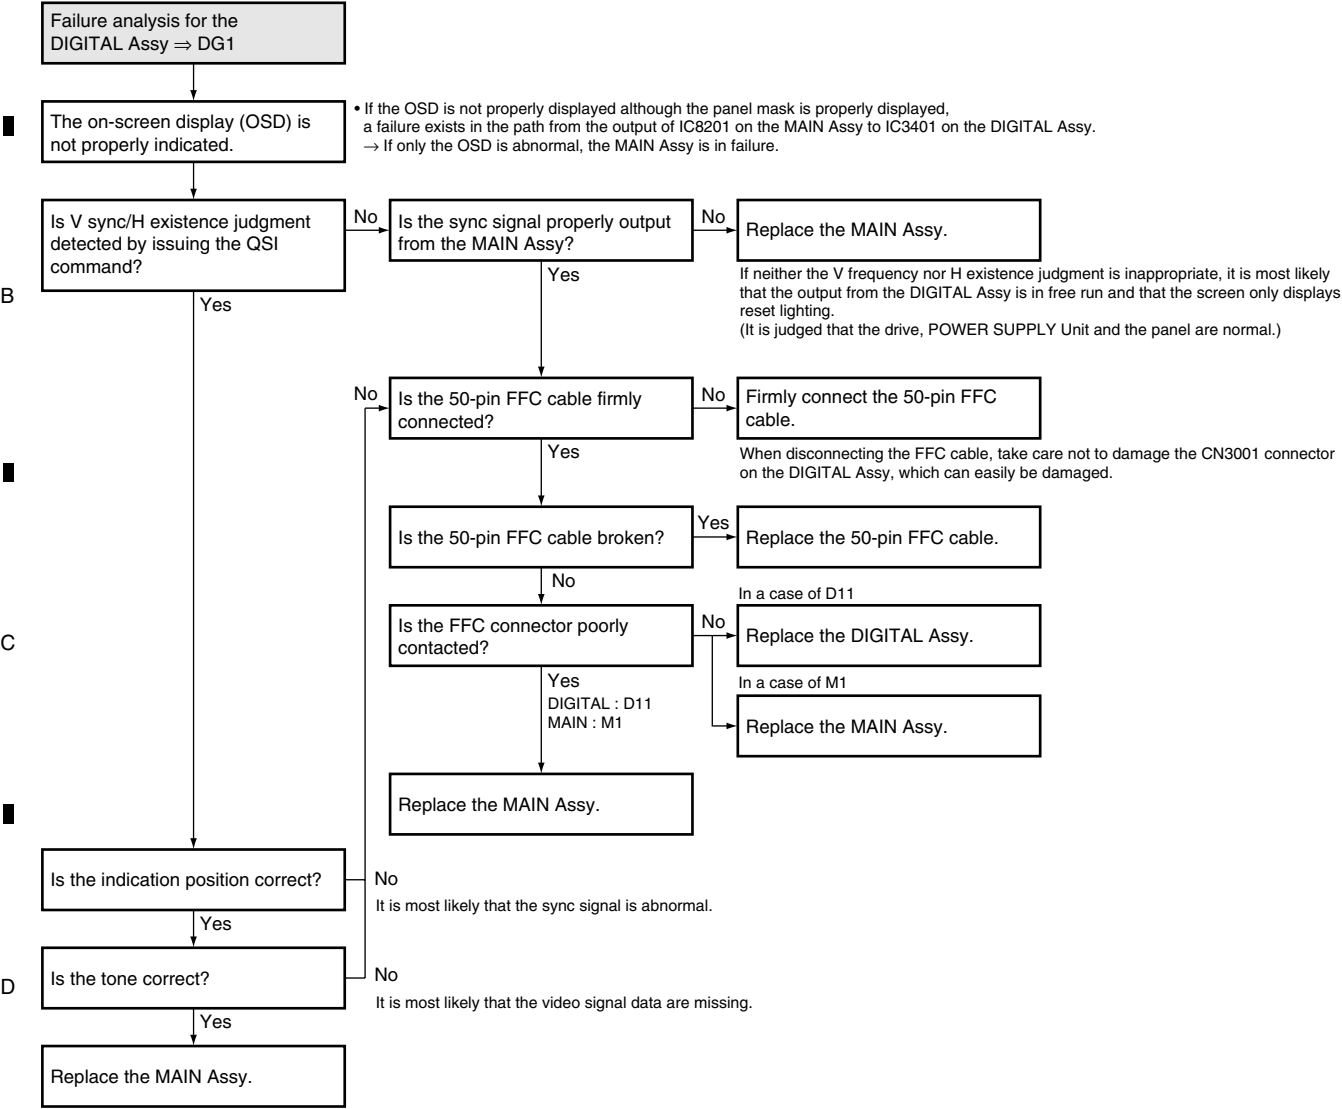 Failure analysis for the
DIGITAL Assy ⇒ DG1
The on-screen display (OSD) is
not properly indicated.
• If the OSD is not properly displayed although the panel mask is properly displayed,
a failure exists in the path from the output of IC8201 on the MAIN Assy to IC3401 on the DIGITAL Assy.
→ If only the OSD is abnormal, the MAIN Assy is in failure.
Is V sync/H existence judgment
detected by issuing the QSI
command?
No
Is the sync signal properly output
from the MAIN Assy?
No
Replace the MAIN Assy.
If neither the V frequency nor H existence judgment is inappropriate, it is most likely
that the output from the DIGITAL Assy is in free run and that the screen only displays
reset lighting.
(It is judged that the drive, POWER SUPPLY Unit and the panel are normal.)
Yes
Yes
B
No
Is the 50-pin FFC cable firmly
connected?
No
Firmly connect the 50-pin FFC
cable.
When disconnecting the FFC cable, take care not to damage the CN3001 connector
on the DIGITAL Assy, which can easily be damaged.
Yes
Is the 50-pin FFC cable broken?
Yes
Replace the 50-pin FFC cable.
No
In a case of D11
Is the FFC connector poorly
contacted?
No
Replace the DIGITAL Assy.
C
In a case of M1
Replace the MAIN Assy.
Yes
DIGITAL : D11
MAIN : M1
Replace the MAIN Assy.
Is the indication position correct?
No
It is most likely that the sync signal is abnormal.
Yes
Is the tone correct?
No
It is most likely that the video signal data are missing.
D
Yes
Replace the MAIN Assy.